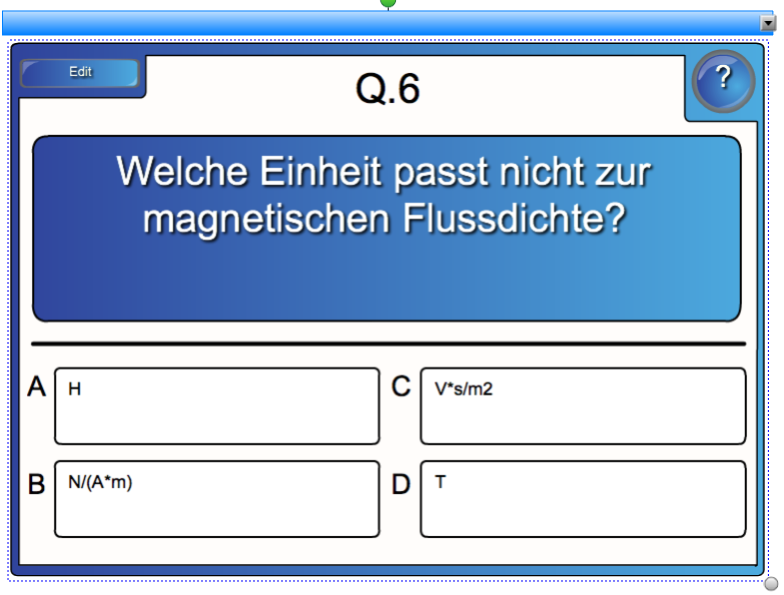 Edit
Q.6
?
Welche Einheit passt nicht zur
magnetischen Flussdichte?
A H
C V*s/m2
B N/(A*m)
D T